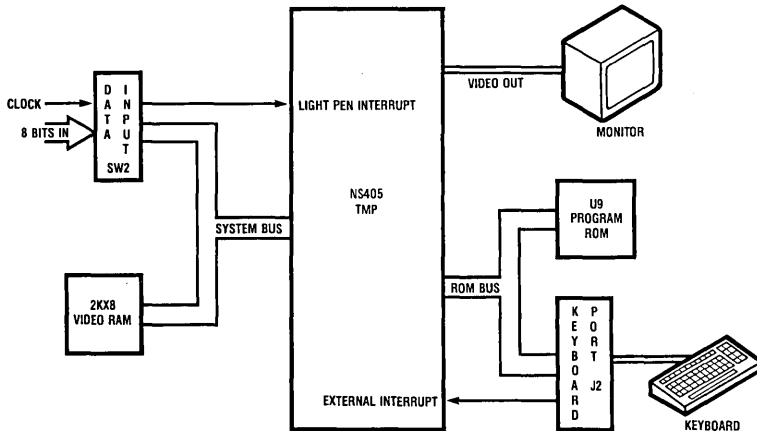 CLOCK
8 BITS IN
DATA
INPUT
SW2
LIGHT PEN INTERRUPT
VIDEO OUT
MONITOR
NS405
TMP
SYSTEM BUS
2KX8
VIDEO RAM
U9
PROGRAM
ROM
ROM BUS
KEYBOARD
PORT
J2
EXTERNAL INTERRUPT
KEYBOARD